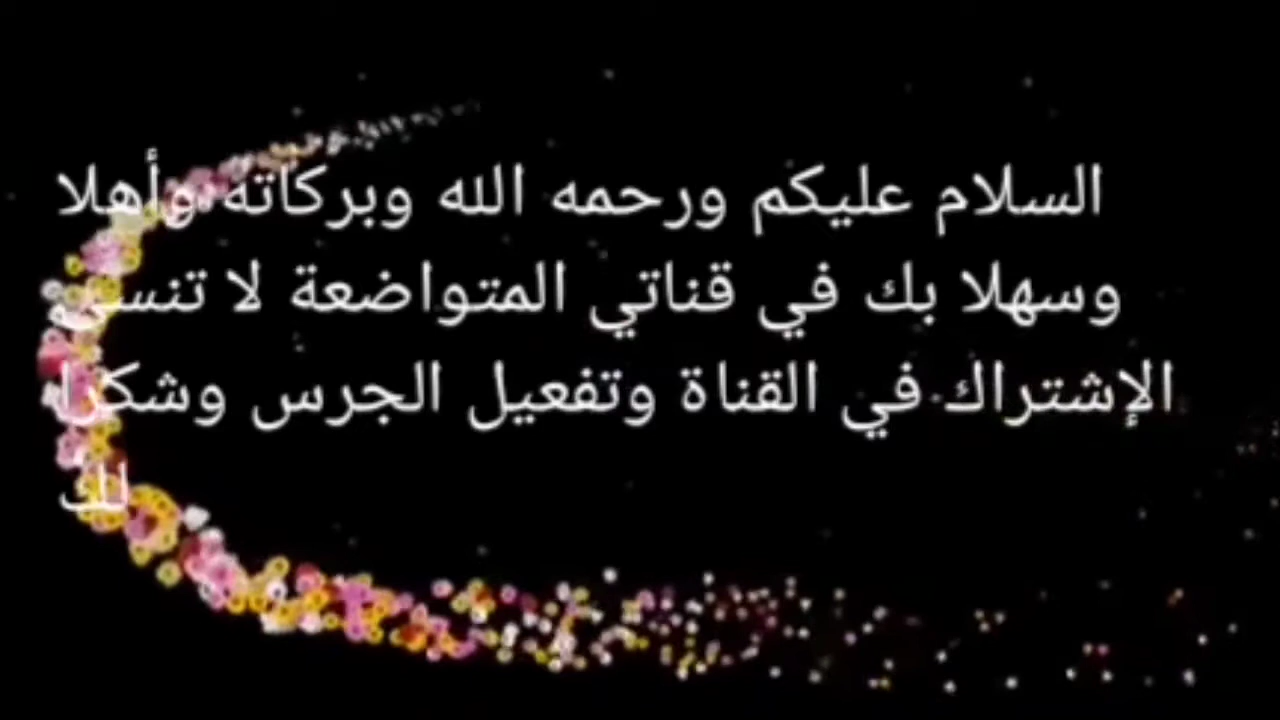 السلام عليكم ورحمه الله وبركاته وأهلا
وسهلا بك في قناتي المتواضعة لا تنسى
الإشتراك في القناة وتفعيل الجرس وشكرا
لك